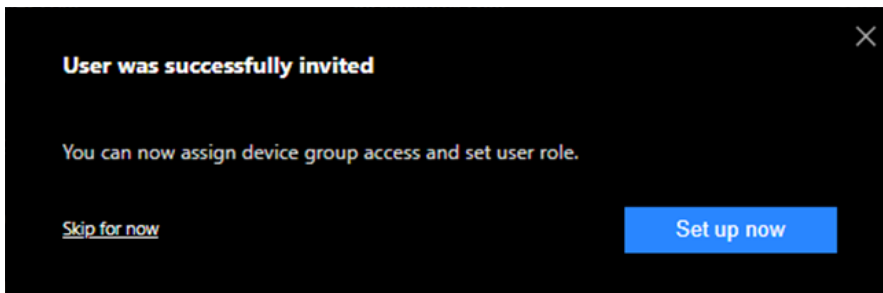 User was successfully invited
You can now assign device group access and set user role.
Skip for now
Set up now